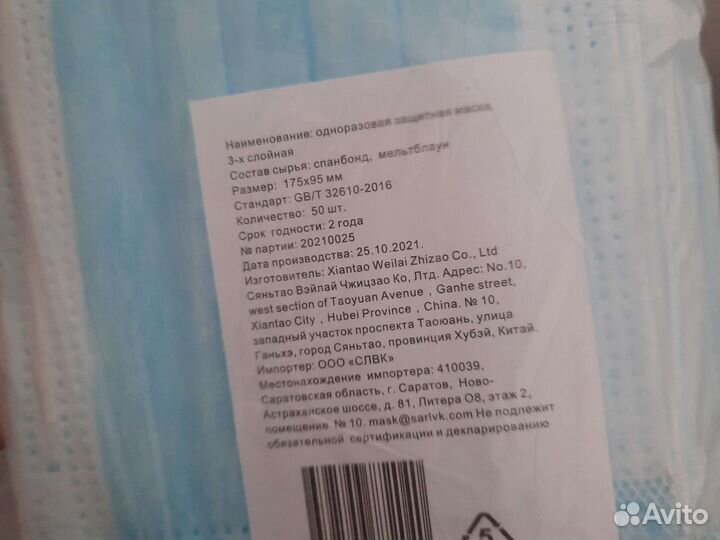 Наименование: одноразовая защитная маска,
3-х слойная
Состав сырья: спанбонд, мельтблаун
Размер: 175х95 мм
Стандарт: GB/T 32610-2016
Количество: 50 шт.
Срок годности: 2 года
№ партии: 20210025
Дата производства: 25.10.2021.
Изготовитель: Xiantao Weilai Zhizao Co., Ltd
Сяньтао Вэйлай Чжицзао Ко, Лтд. Адрес: No.10,
west section of Taoyuan Avenue , Ganhe street,
Xiantao City , Hubei Province , China. № 10,
западный участок проспекта Таоюань, улица
Ганьхэ, город Сяньтао, провинция Хубэй, Китай.
Импортер: ООО «СЛВК»
Местонахождение импортера: 410039,
Саратовская область, г. Саратов, Ново-
Астраханское шоссе, д. 81, Литера О8, этаж 2,
помещение № 10. mask@sarlvk.com Не подлежит
обязательной сертификации и декларированию
5
Avito